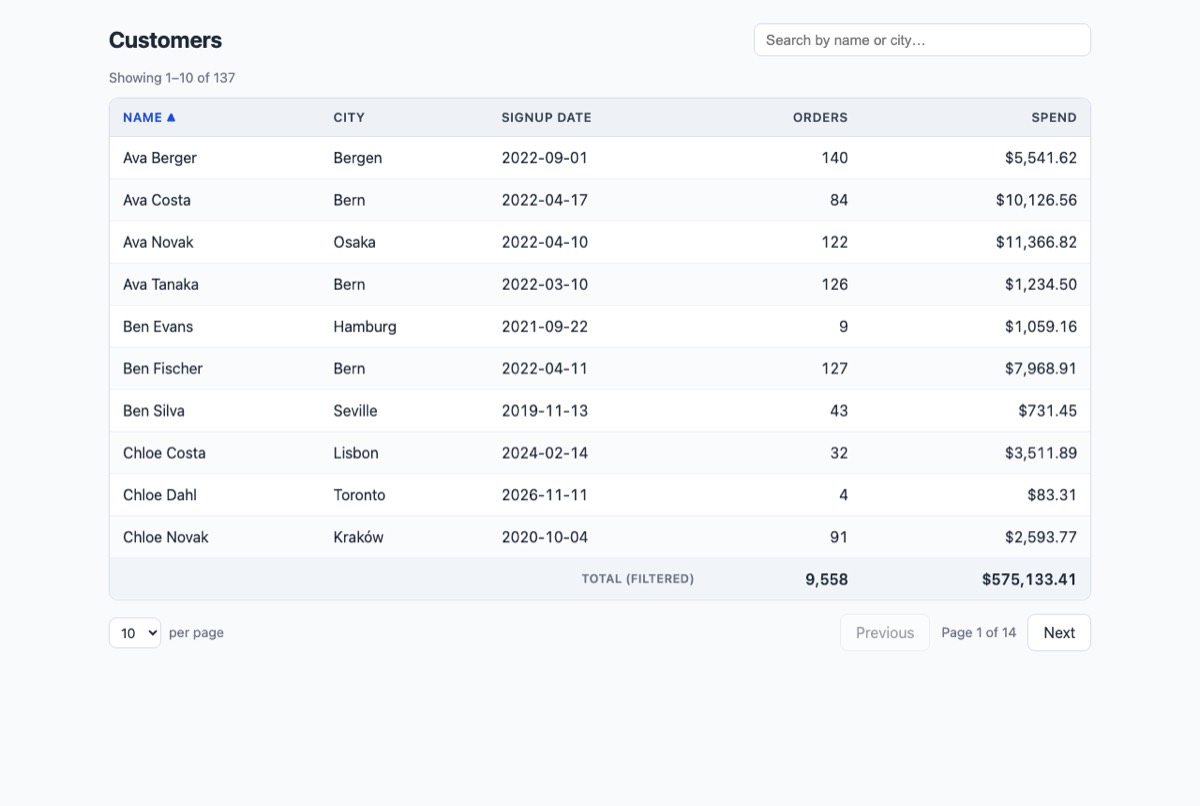 Customers
Search by name or city…
Showing 1–10 of 137
NAME ▲ CITY SIGNUP DATE ORDERS SPEND
Ava Berger Bergen 2022-09-01 140 $5,541.62
Ava Costa Bern 2022-04-17 84 $10,126.56
Ava Novak Osaka 2022-04-10 122 $11,366.82
Ava Tanaka Bern 2022-03-10 126 $1,234.50
Ben Evans Hamburg 2021-09-22 9 $1,059.16
Ben Fischer Bern 2022-04-11 127 $7,968.91
Ben Silva Seville 2019-11-13 43 $731.45
Chloe Costa Lisbon 2024-02-14 32 $3,511.89
Chloe Dahl Toronto 2026-11-11 4 $83.31
Chloe Novak Kraków 2020-10-04 91 $2,593.77
TOTAL (FILTERED) 9,558 $575,133.41
10 per page Previous Page 1 of 14 Next